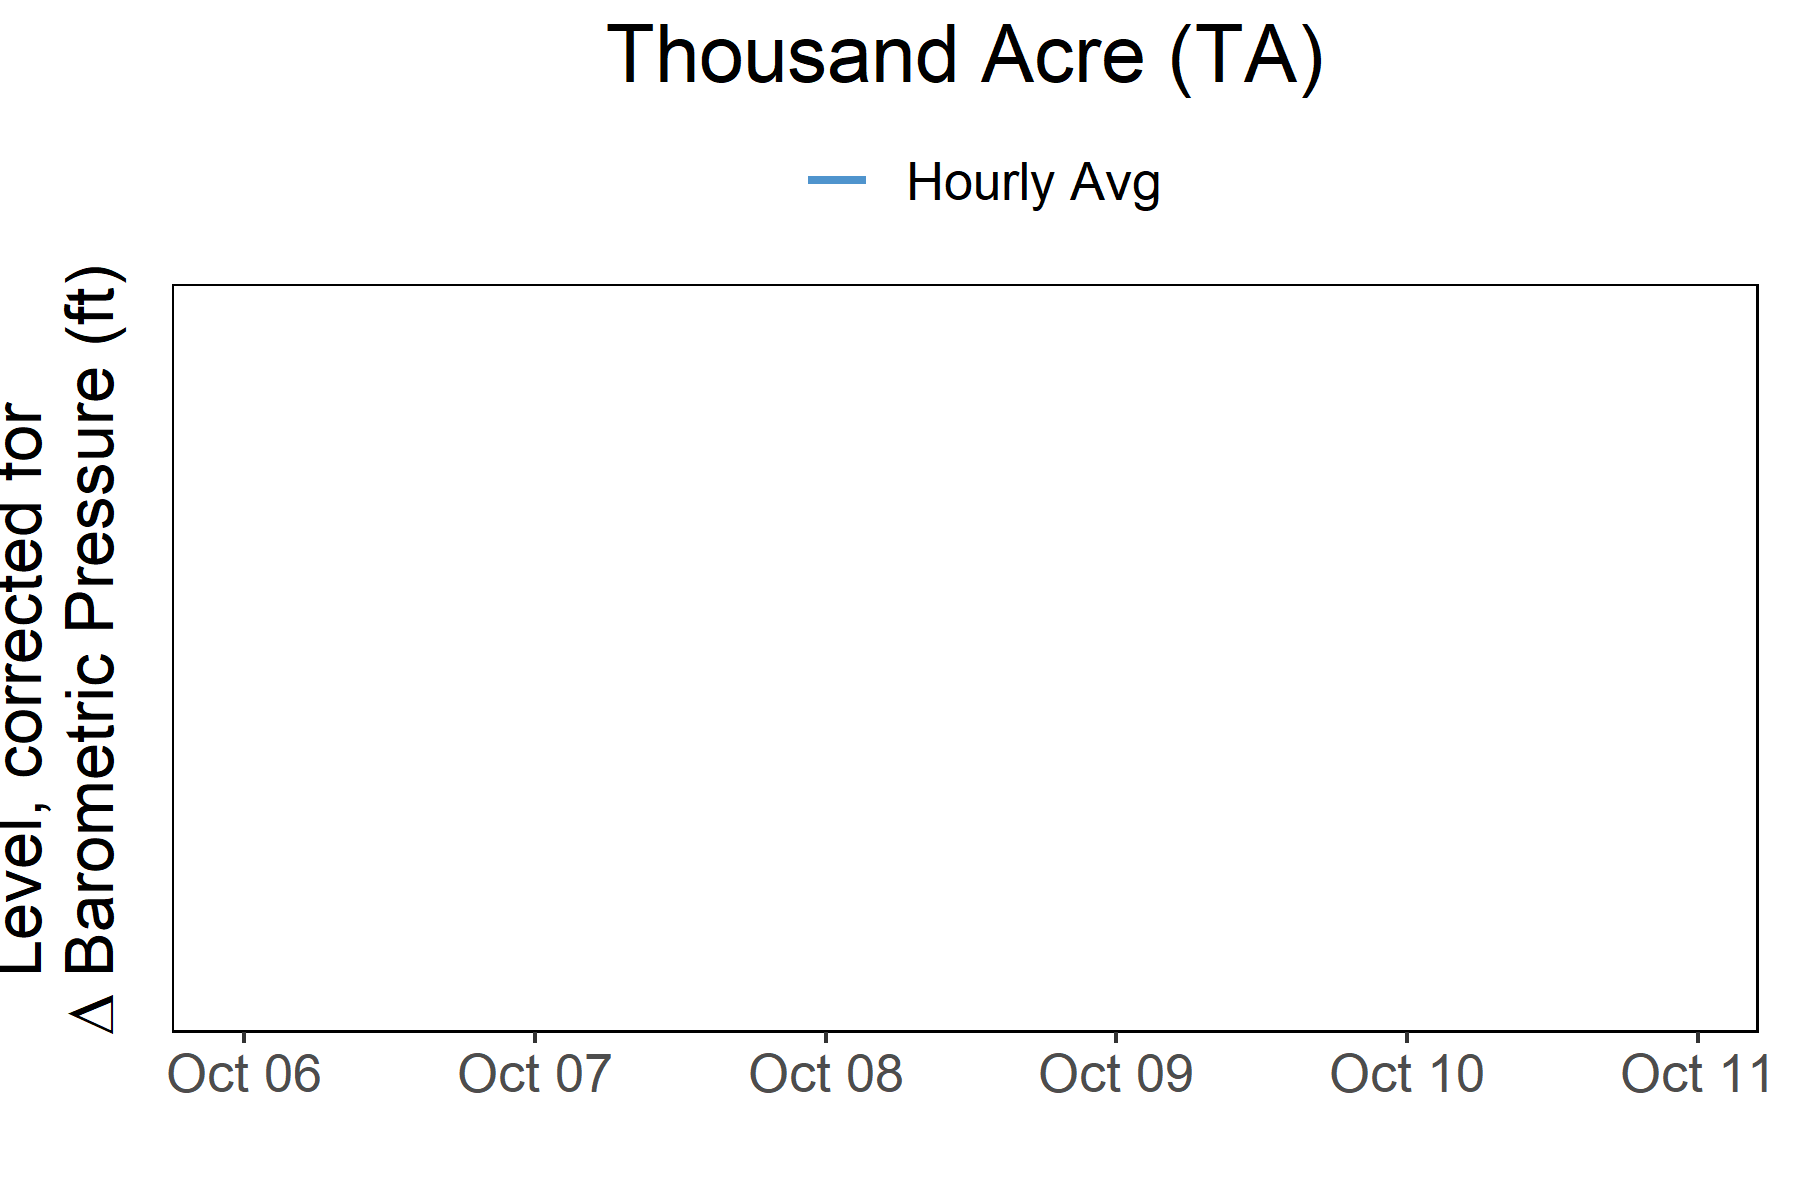 Thousand Acre (TA)
Hourly Avg
Level, corrected for
Δ Barometric Pressure (ft)
Oct 06
Oct 07
Oct 08
Oct 09
Oct 10
Oct 11